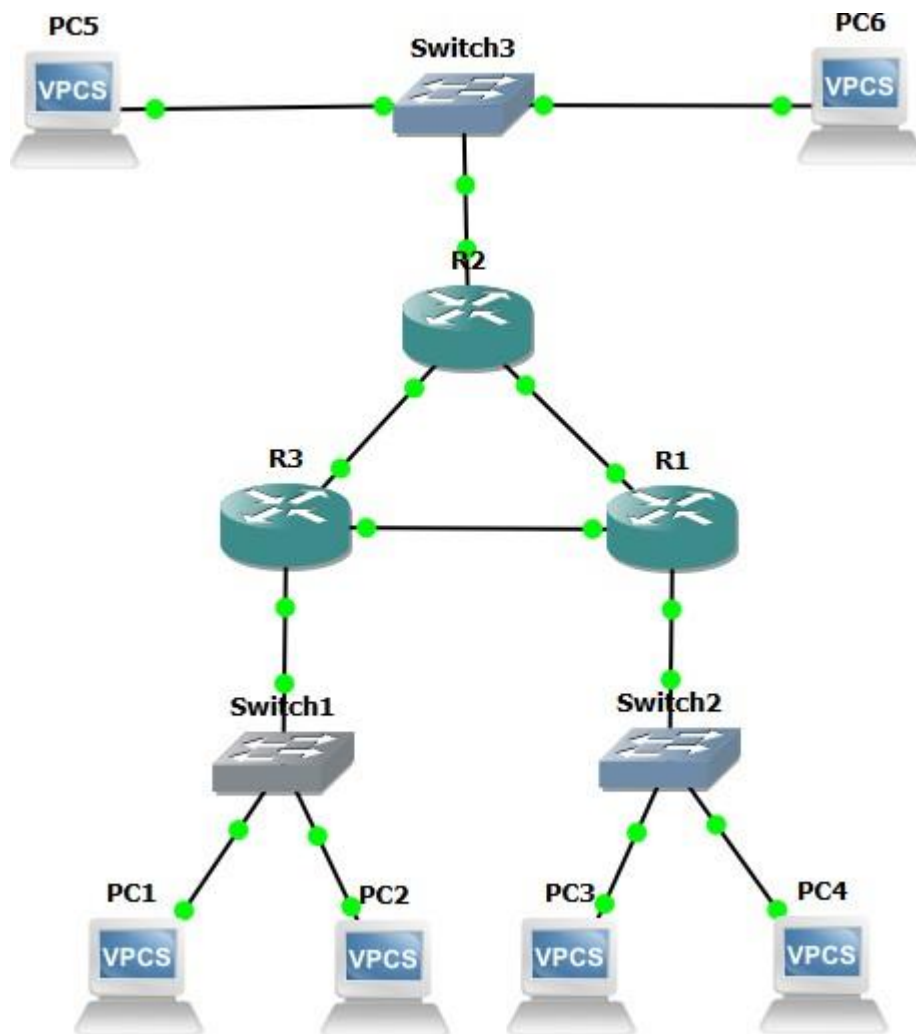 PC5
PC6
Switch3
VPCS
VPCS
R2
R3
R1
Switch1
Switch2
PC1
PC2
PC3
PC4
VPCS
VPCS
VPCS
VPCS